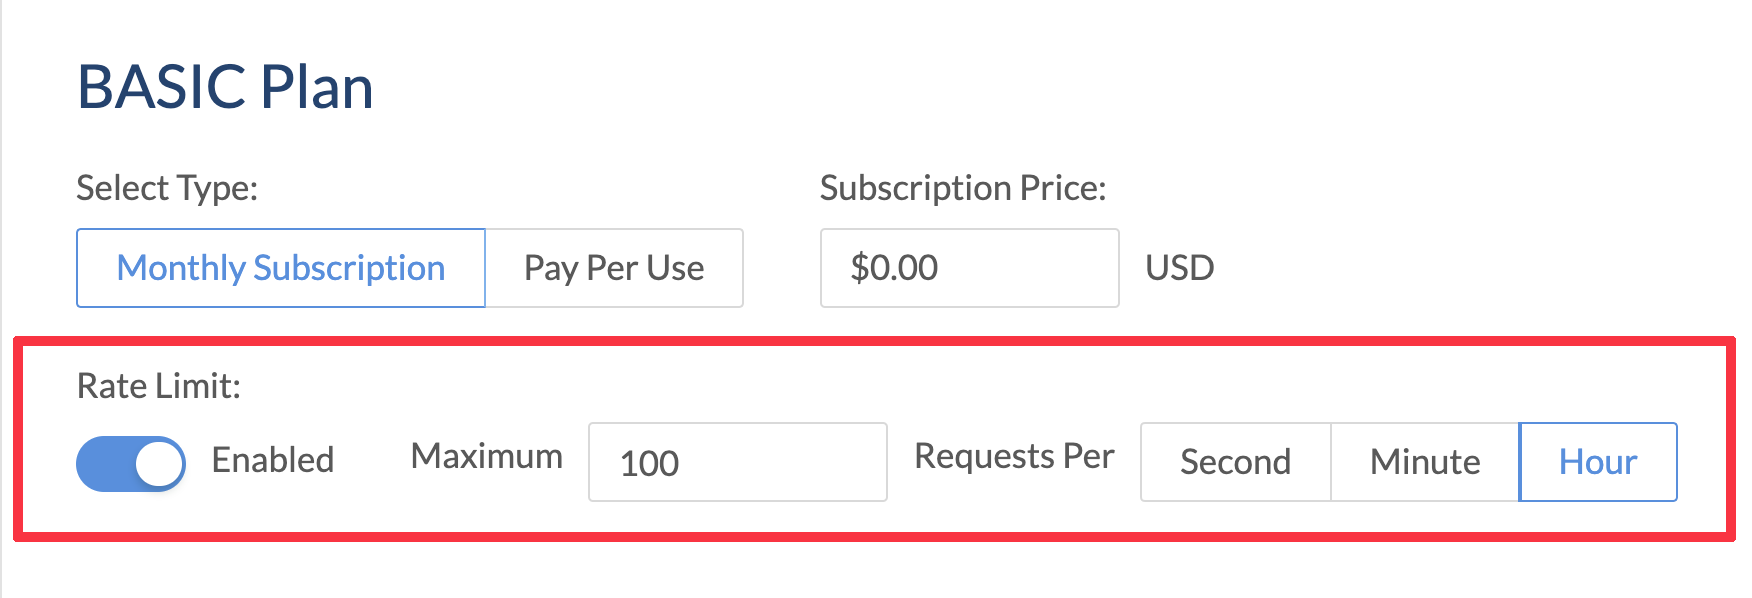 BASIC Plan
Select Type:
Subscription Price:
Monthly Subscription
Pay Per Use
$0.00
USD
Rate Limit:
Enabled
Maximum
100
Requests Per
Second
Minute
Hour